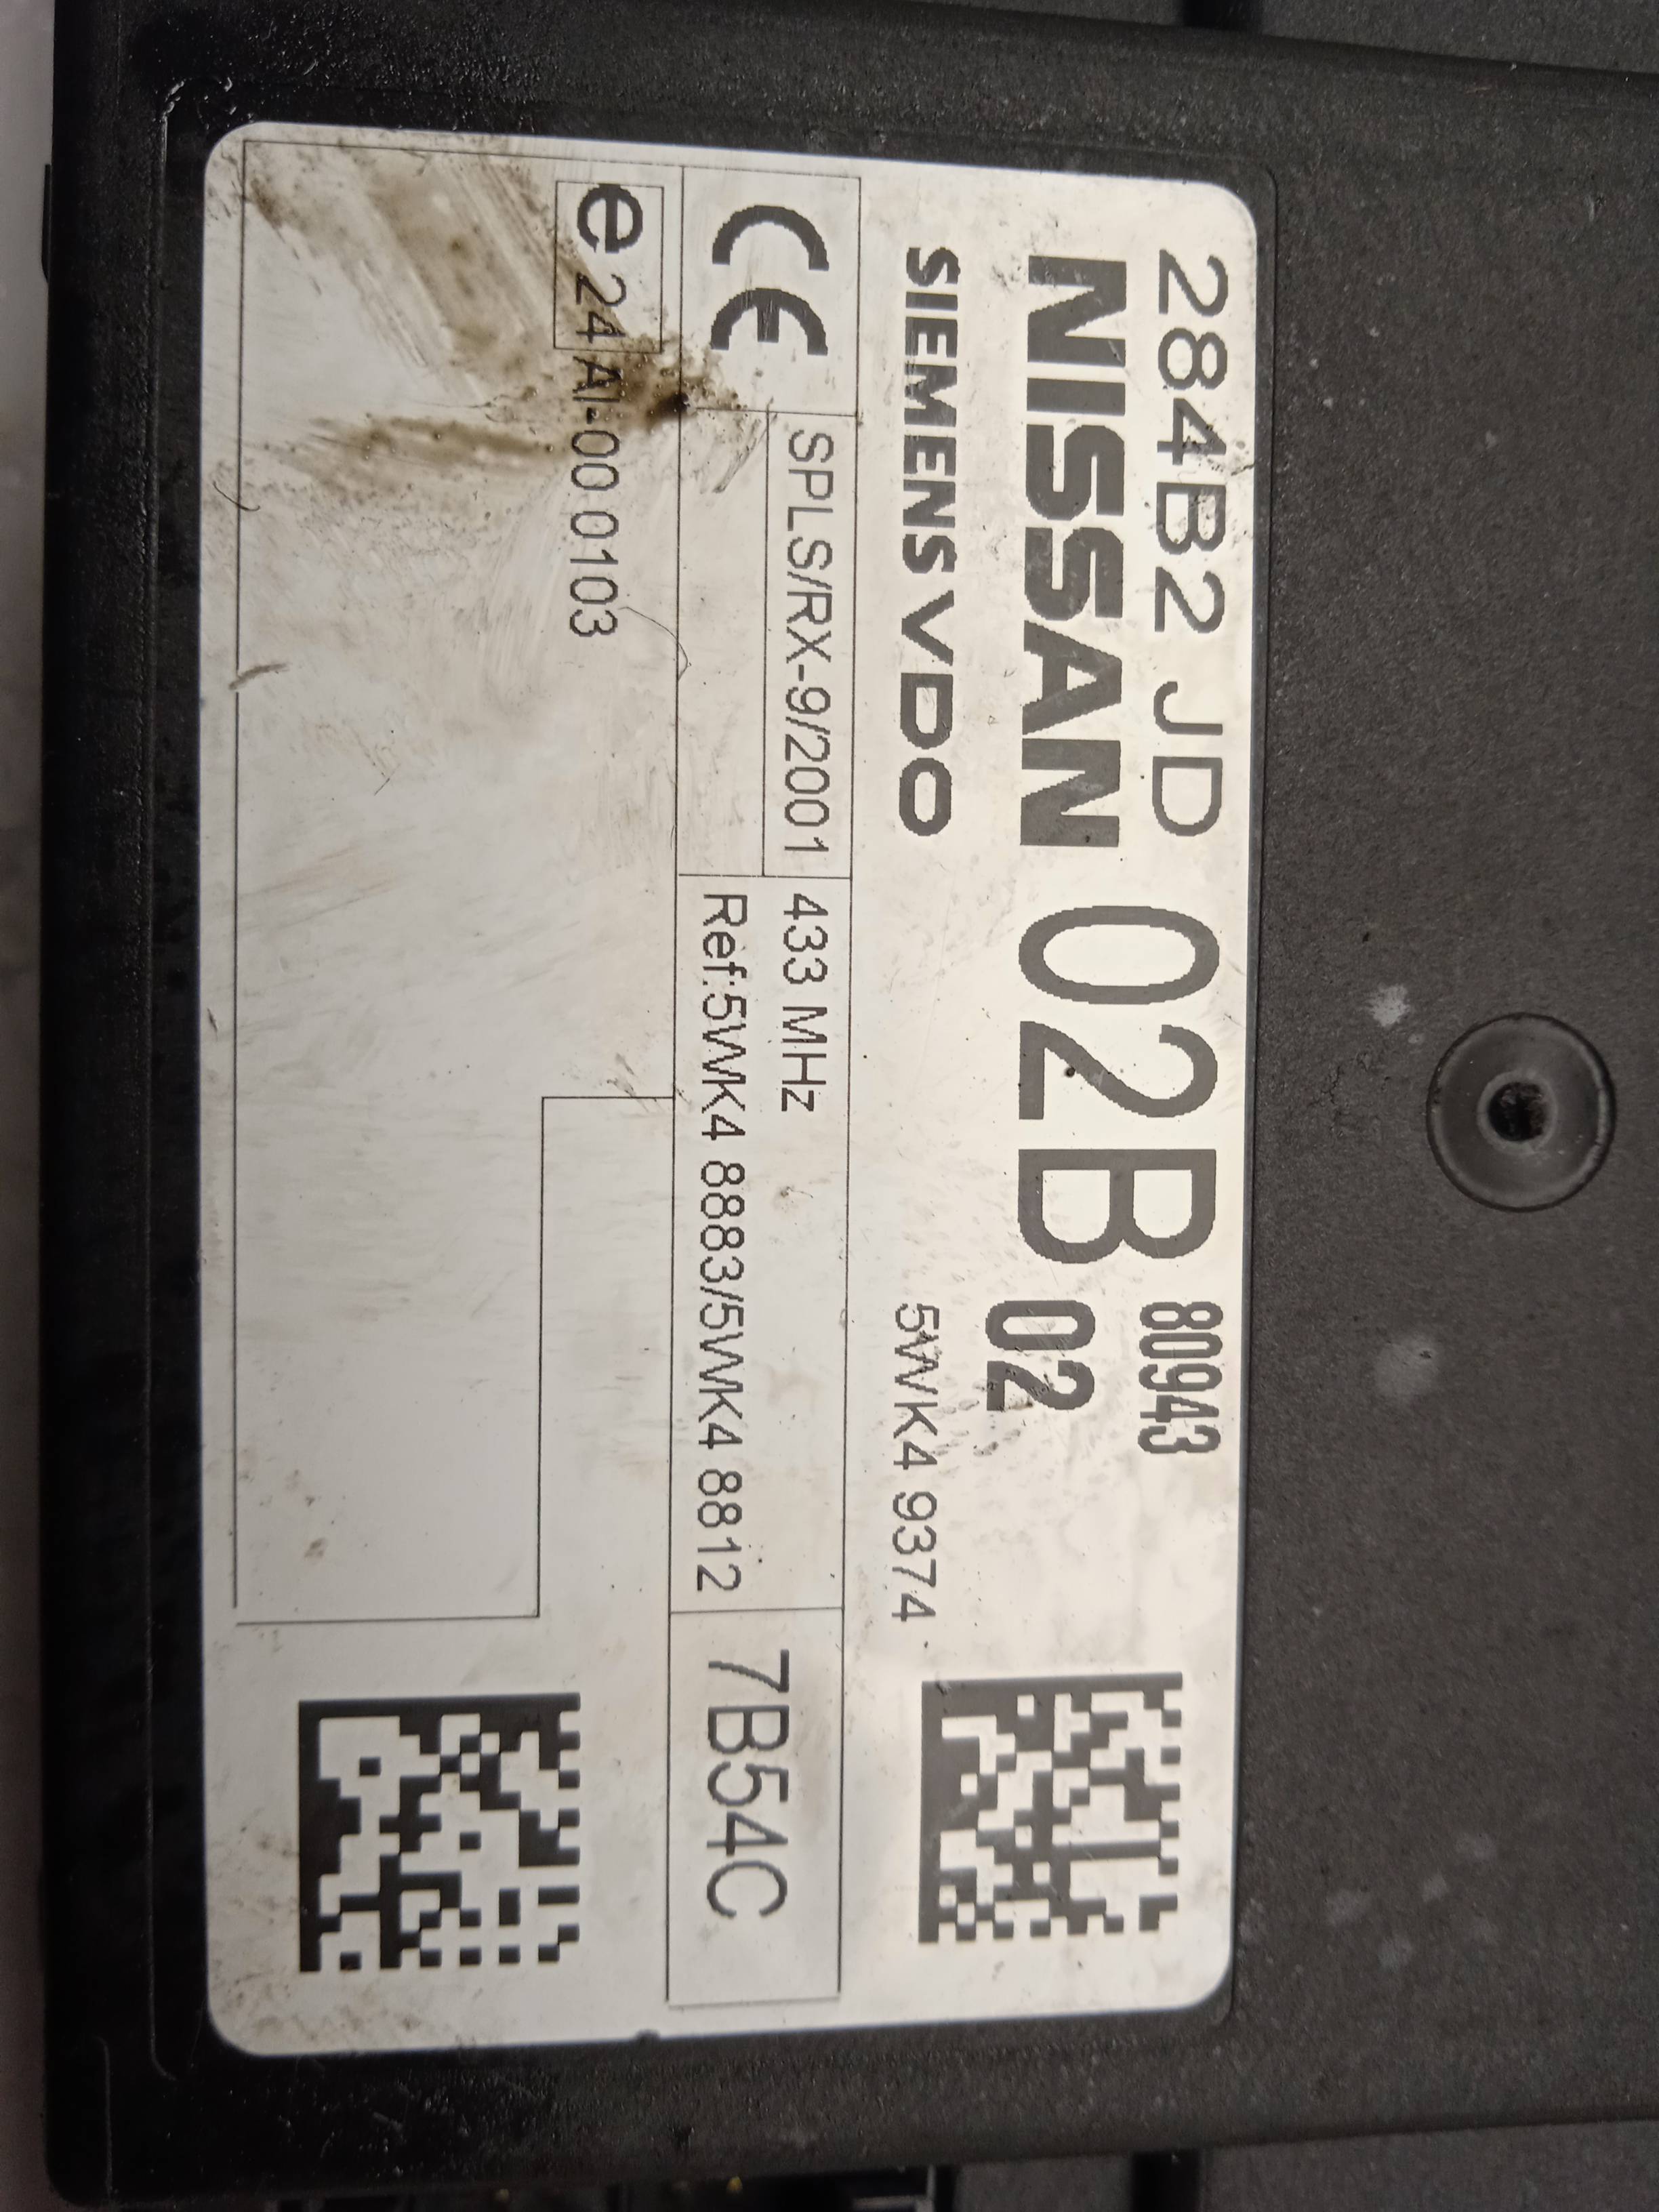 284B2 JD 02B 80943
NISSAN 02
SIEMENS VDO 5WK4 9374
CE SPLS/RX-9/2001 433 MHz
Ref:5WK4 8883/5WK4 8812 7B54C
e 24 AI-00 0103